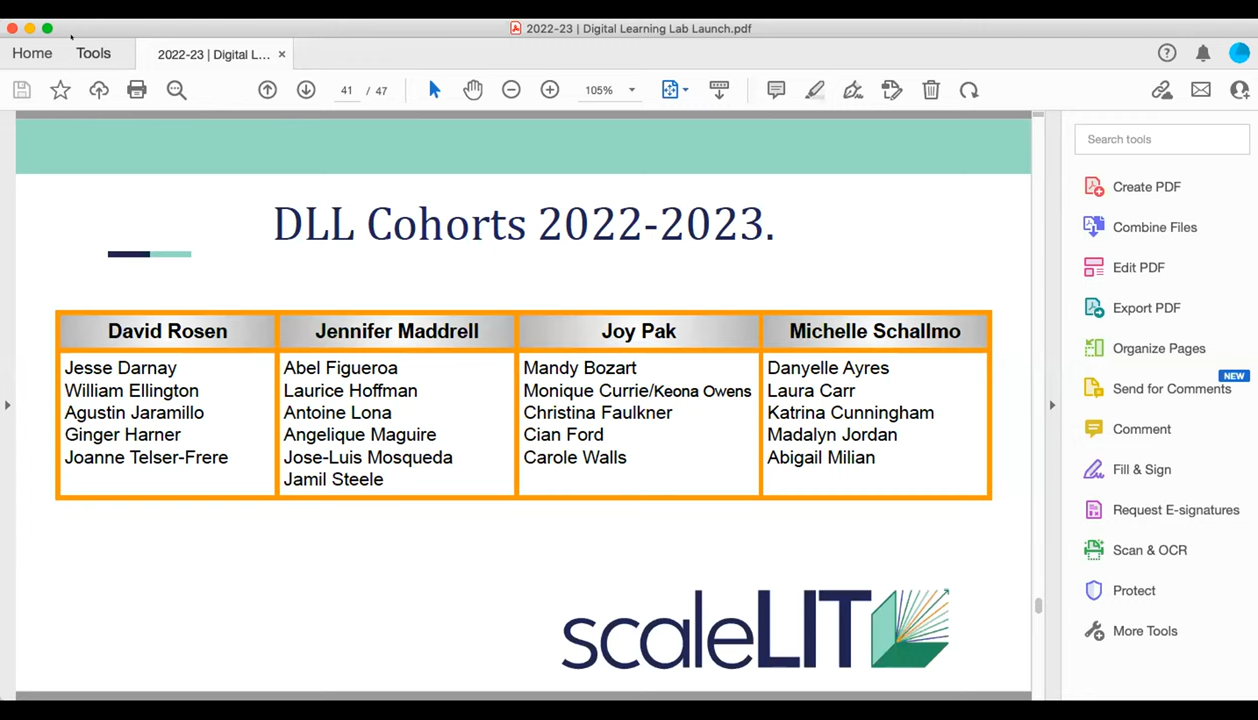 2022-23 | Digital Learning Lab Launch.pdf
Home
Tools
2022-23 | Digital L...
41 / 47
105%
Search tools
DLL Cohorts 2022-2023.
David Rosen
Jesse Darnay
William Ellington
Agustin Jaramillo
Ginger Harner
Joanne Telser-Frere
Jennifer Maddrell
Abel Figueroa
Laurice Hoffman
Antoine Lona
Angelique Maguire
Jose-Luis Mosqueda
Jamil Steele
Joy Pak
Mandy Bozart
Monique Currie/Keona Owens
Christina Faulkner
Cian Ford
Carole Walls
Michelle Schallmo
Danyelle Ayres
Laura Carr
Katrina Cunningham
Madalyn Jordan
Abigail Milian
scaleLIT
Create PDF
Combine Files
Edit PDF
Export PDF
Organize Pages
NEW
Send for Comments
Comment
Fill & Sign
Request E-signatures
Scan & OCR
Protect
More Tools